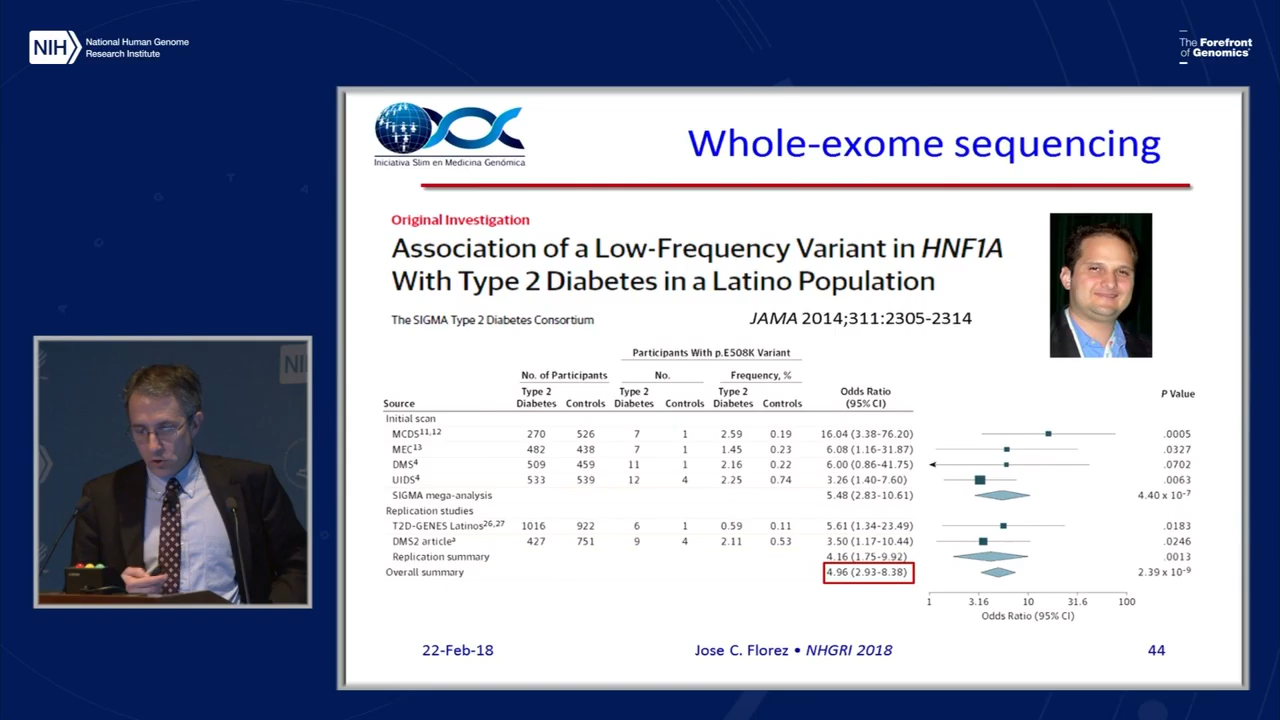 NIH
National Human Genome
Research Institute
The Forefront
of Genomics®
Iniciativa Slim en Medicina Genómica
Whole-exome sequencing
Original Investigation
Association of a Low-Frequency Variant in HNF1A
With Type 2 Diabetes in a Latino Population
The SIGMA Type 2 Diabetes Consortium
JAMA 2014;311:2305-2314
Participants With p.E508K Variant
No. of Participants No. Frequency, %
Source Type 2 Diabetes Controls Type 2 Diabetes Controls Type 2 Diabetes Controls Odds Ratio (95% CI) P Value
Initial scan
MCDS11,12 270 526 7 1 2.59 0.19 16.04 (3.38-76.20) .0005
MEC13 482 438 7 1 1.45 0.23 6.08 (1.16-31.87) .0327
DMS4 509 459 11 1 2.16 0.22 6.00 (0.86-41.75) .0702
UIDS4 533 539 12 4 2.25 0.74 3.26 (1.40-7.60) .0063
SIGMA mega-analysis 5.48 (2.83-10.61) 4.40 x 10-7
Replication studies
T2D-GENES Latinos26,27 1016 922 6 1 0.59 0.11 5.61 (1.34-23.49) .0183
DMS2 articlea 427 751 9 4 2.11 0.53 3.50 (1.17-10.44) .0246
Replication summary 4.16 (1.75-9.92) .0013
Overall summary 4.96 (2.93-8.38) 2.39 x 10-9
1 3.16 10 31.6 100
Odds Ratio (95% CI)
22-Feb-18 Jose C. Florez • NHGRI 2018 44
NI